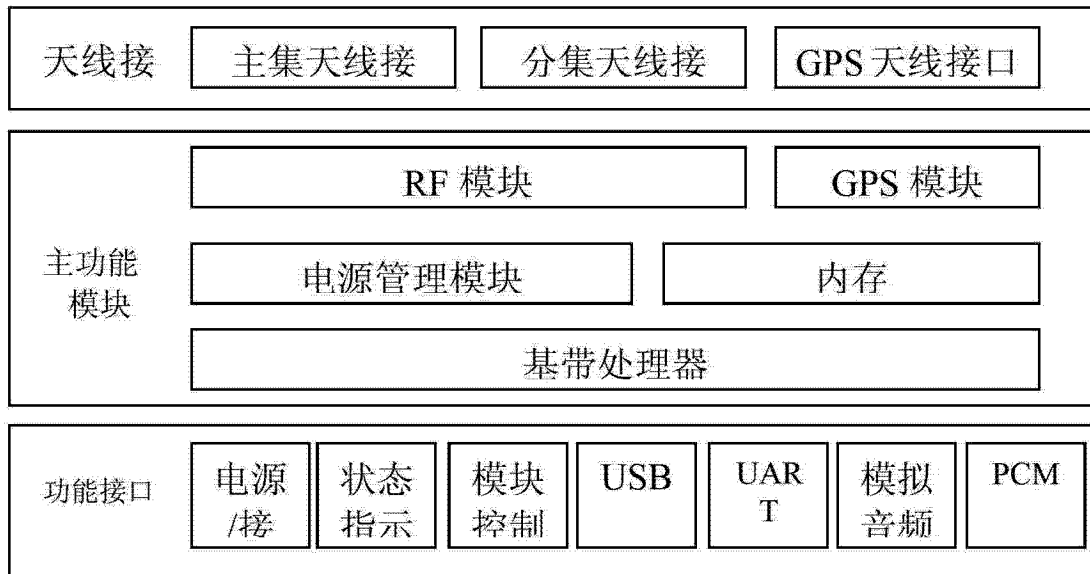 天线接
主集天线接
分集天线接
GPS 天线接口
RF 模块
GPS 模块
主功能
模块
电源管理模块
内存
基带处理器
功能接口
电源
/接
状态
指示
模块
控制
USB
UAR
T
模拟
音频
PCM